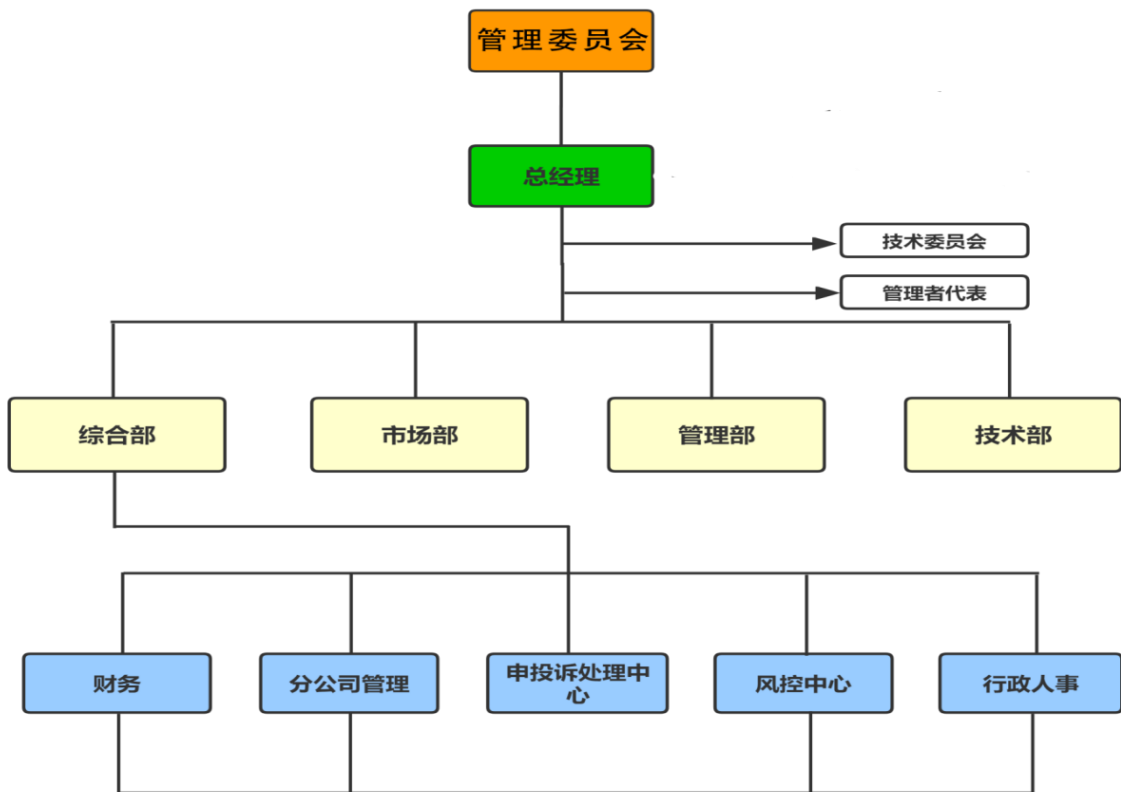 管理委员会
总经理
技术委员会
管理者代表
综合部
市场部
管理部
技术部
财务
分公司管理
申投诉处理中
心
风控中心
行政人事